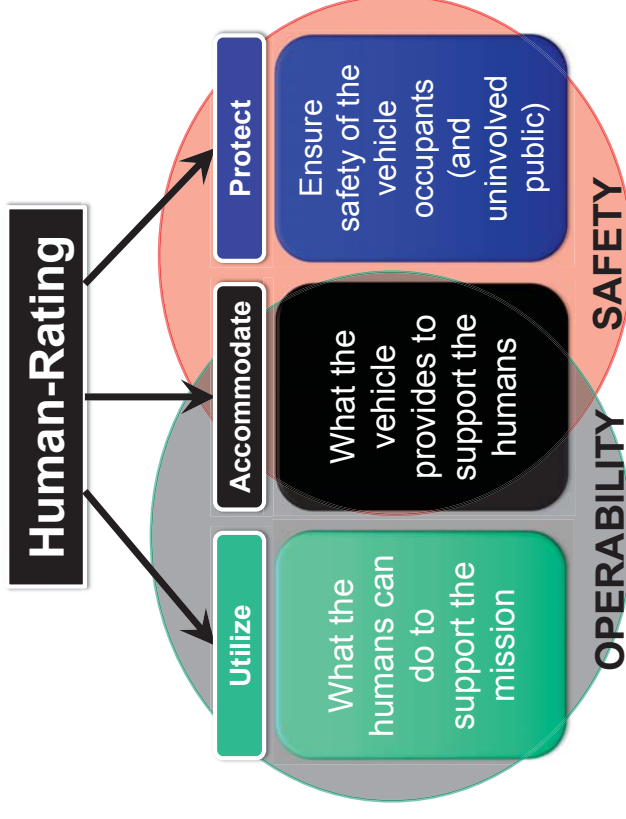 Human-Rating
Utilize
What the
humans can
do to
support the
mission
Accommodate
What the
vehicle
provides to
support the
humans
Protect
Ensure
safety of the
vehicle
occupants
(and
uninvolved
public)
OPERABILITY
SAFETY